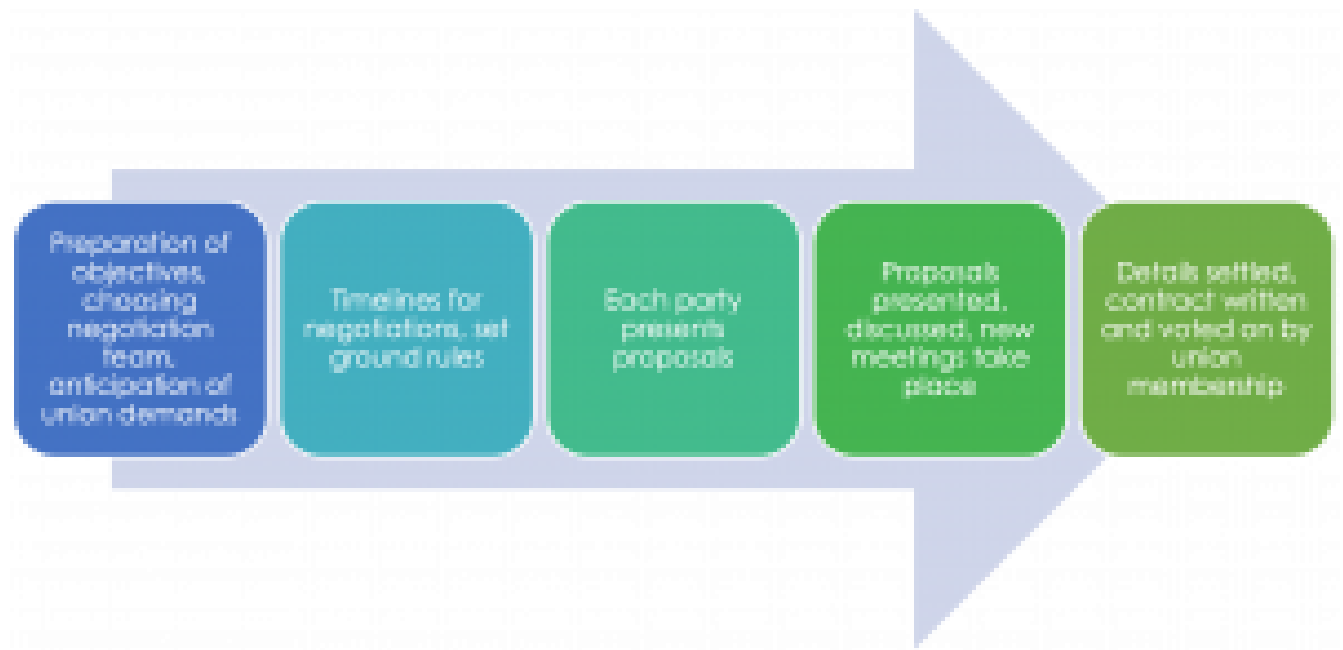 Preparation of
objectives,
choosing
negotiation
team,
anticipation of
union demands
Timelines for
negotiations, set
ground rules
Each party
presents
proposals
Proposals
presented,
discussed, new
meetings take
place
Details settled,
contract written
and voted on by
union
membership